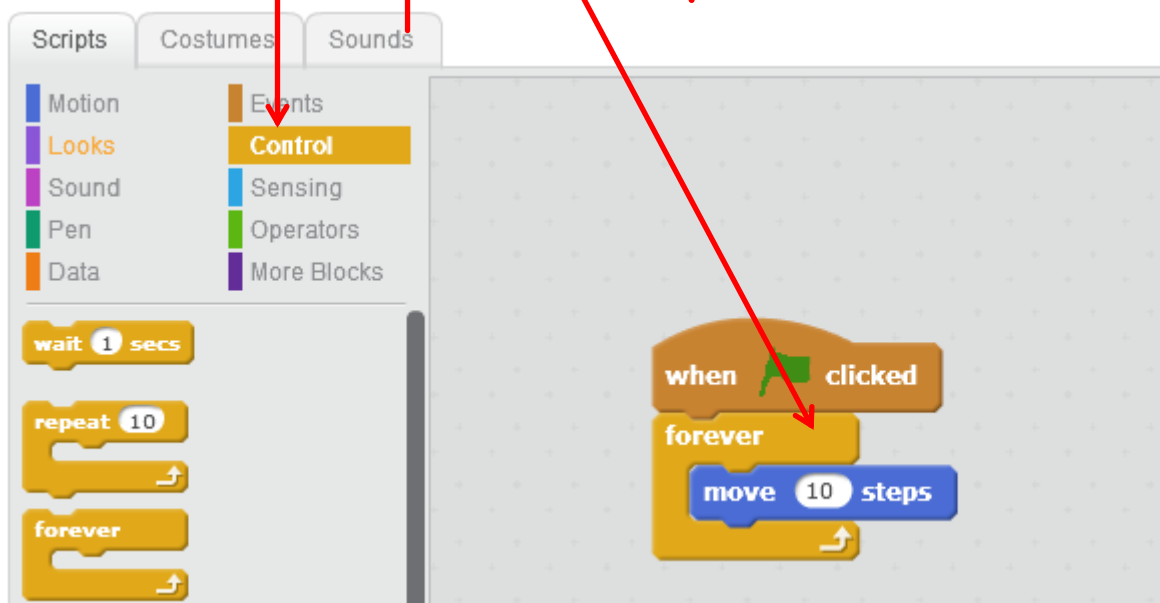 Scripts Costumes Sounds
Motion Events
Looks Control
Sound Sensing
Pen Operators
Data More Blocks
wait 1 secs
repeat 10
forever
when clicked
forever
move 10 steps